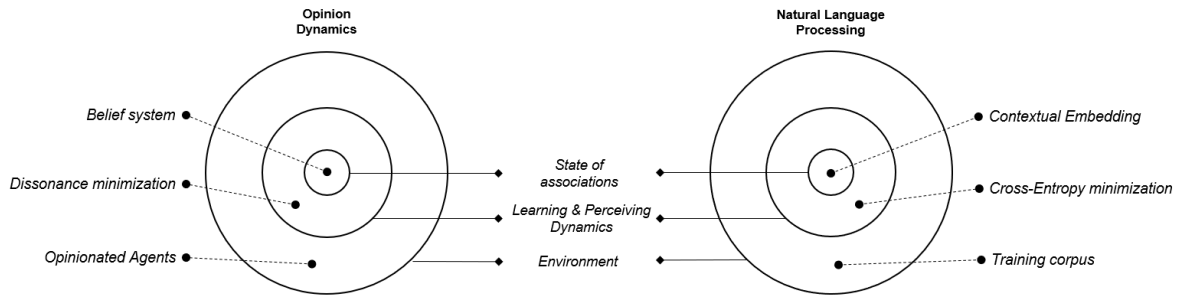 Opinion
Dynamics
Natural Language
Processing
Belief system
Dissonance minimization
Opinionated Agents
State of
associations
Learning & Perceiving
Dynamics
Environment
Contextual Embedding
Cross-Entropy minimization
Training corpus